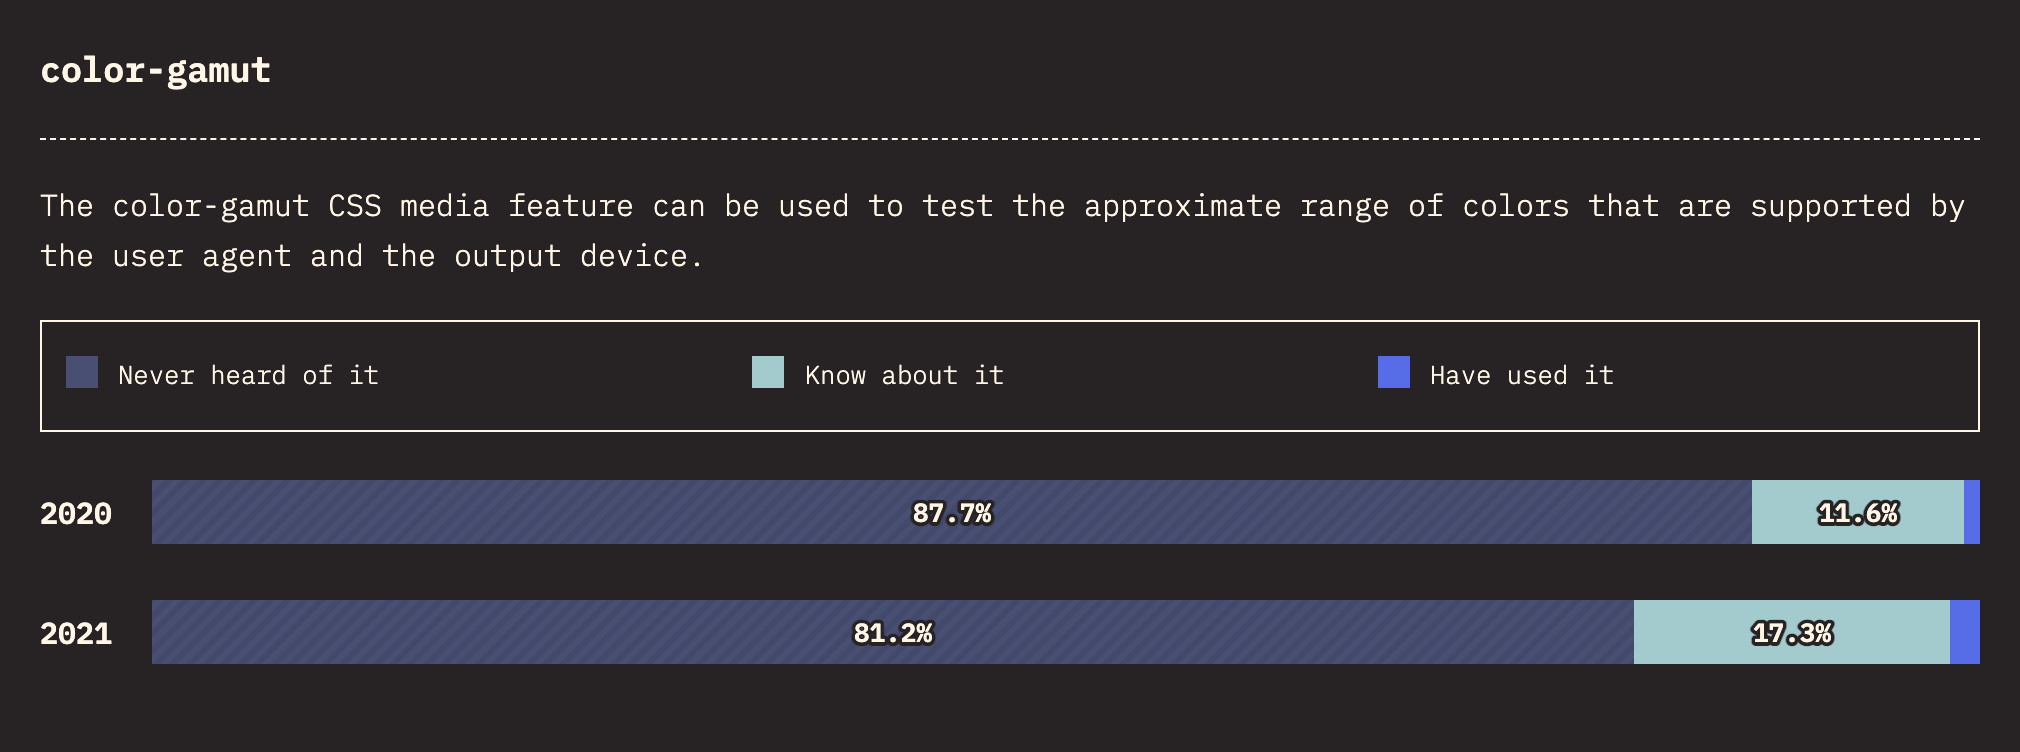 color-gamut
The color-gamut CSS media feature can be used to test the approximate range of colors that are supported by
the user agent and the output device.
Never heard of it Know about it Have used it
2020 87.7% 11.6%
2021 81.2% 17.3%